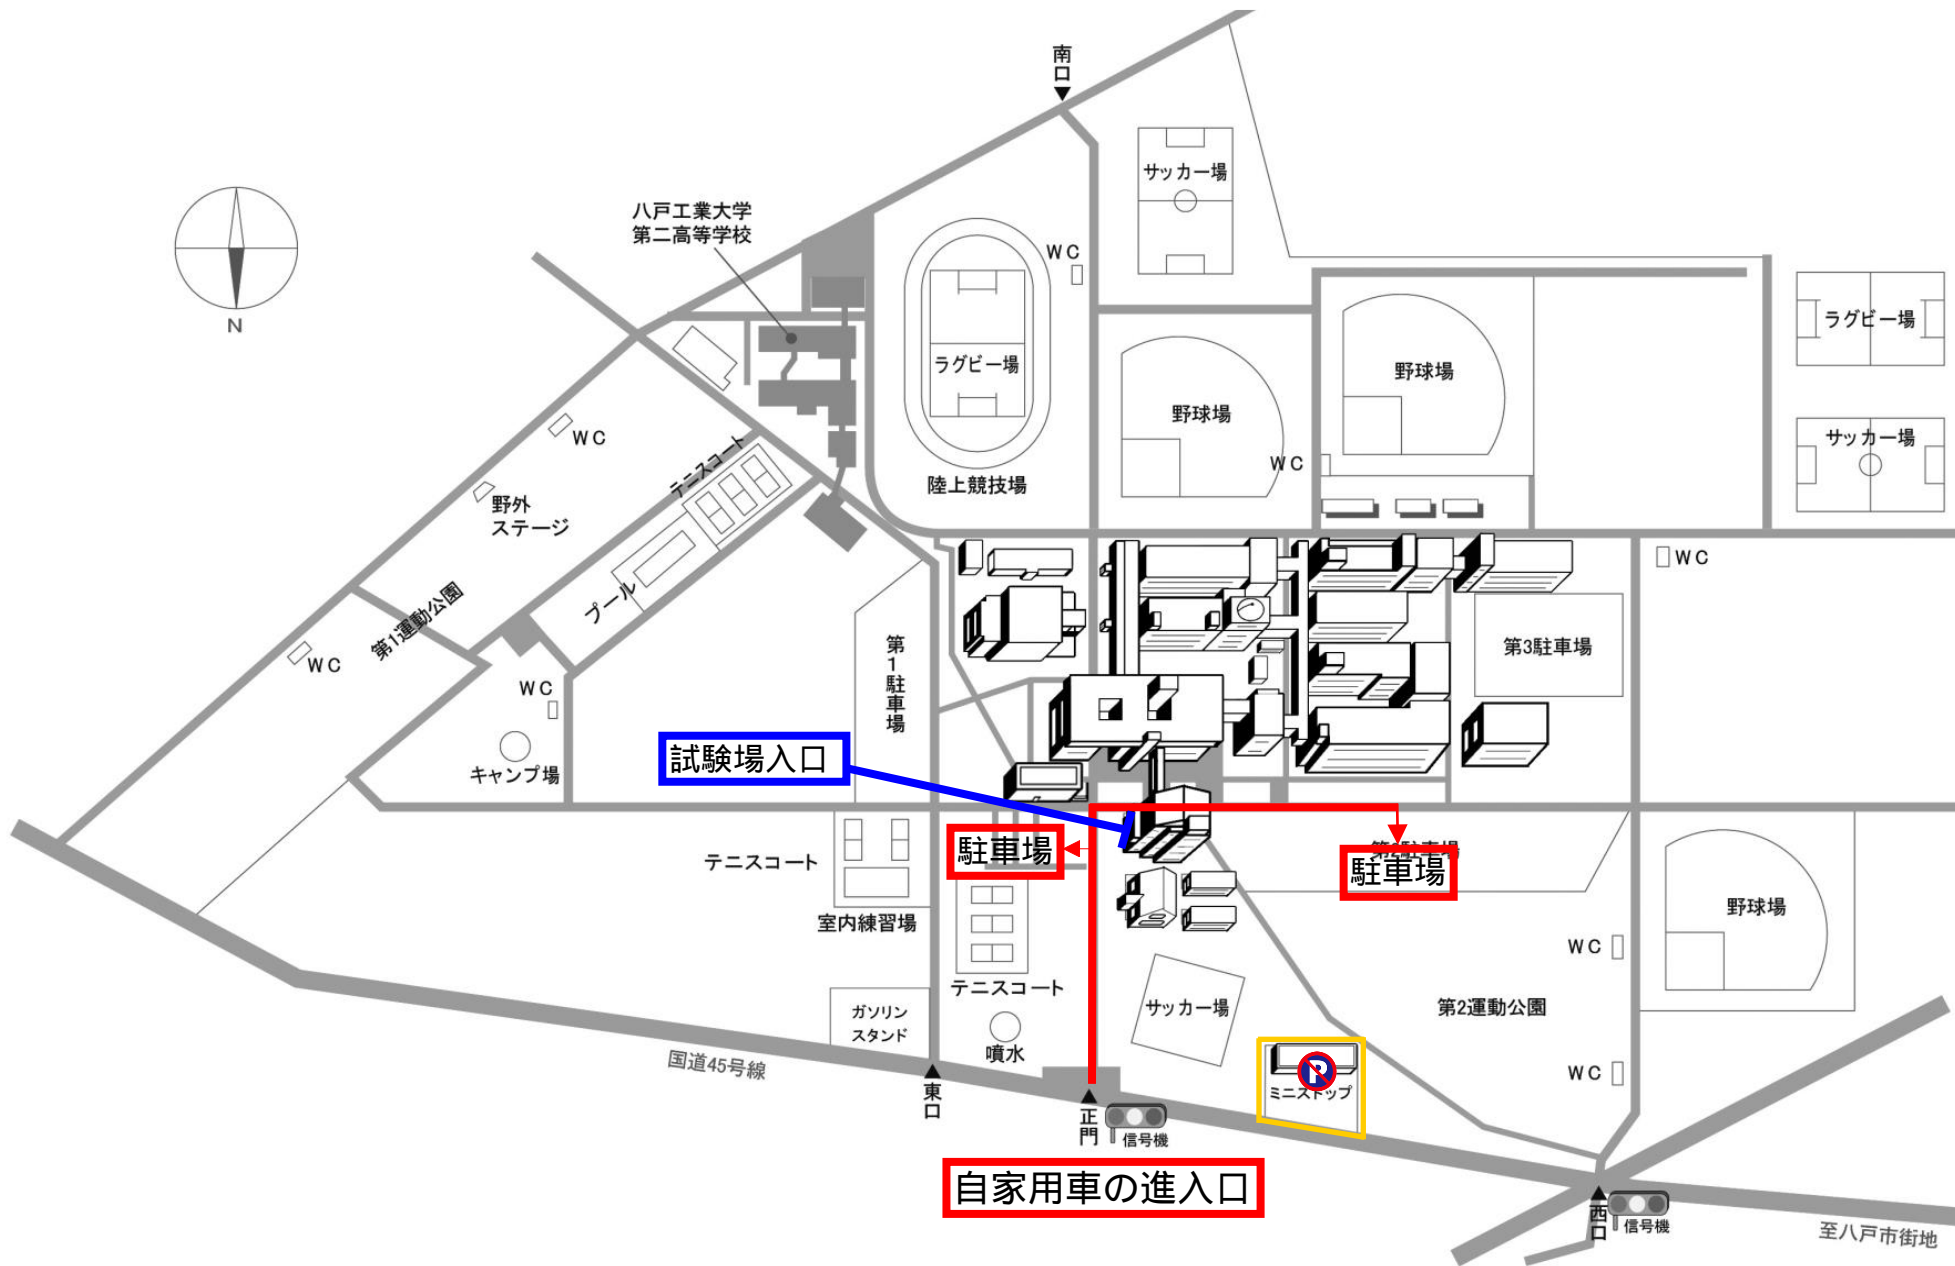 南口
サッカー場
八戸工業大学
第二高等学校
WC
N
ラグビー場
ラグビー場
野球場
野球場
サッカー場
WC
テニスコート
WC
陸上競技場
野外
ステージ
WC
プール
第1運動公園
WC
第1駐車場
第3駐車場
WC
キャンプ場
試験場入口
駐車場
駐車場
テニスコート
室内練習場
野球場
WC
テニスコート
サッカー場
第2運動公園
ガソリン
スタンド
噴水
国道45号線
P
ミニストップ
WC
東口
正門
信号機
自家用車の進入口
西口
信号機
至八戸市街地